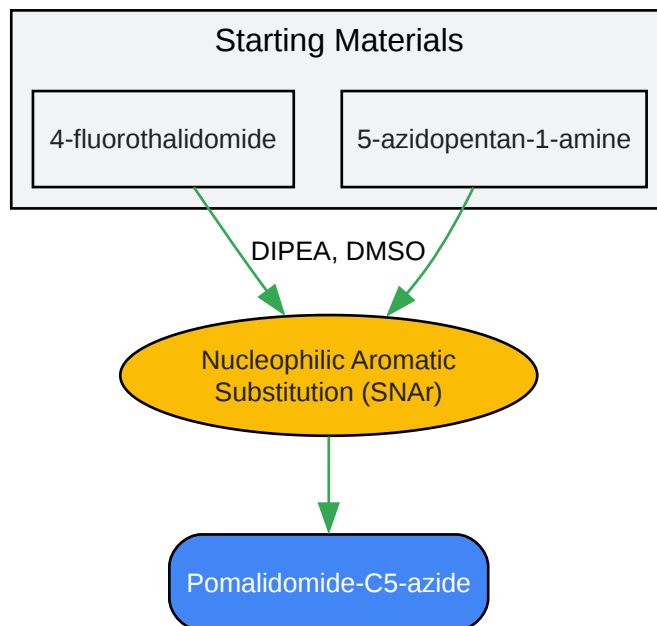 Starting Materials
4-fluorothalidomide
5-azidopentan-1-amine
DIPEA, DMSO
Nucleophilic Aromatic
Substitution (SNAr)
Pomalidomide-C5-azide